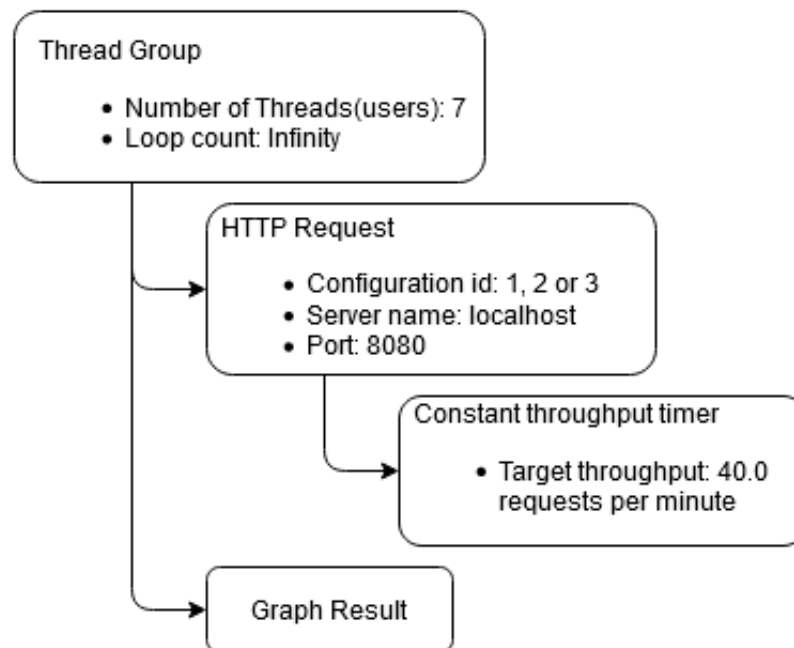 Thread Group
• Number of Threads(users): 7
• Loop count: Infinity
HTTP Request
• Configuration id: 1, 2 or 3
• Server name: localhost
• Port: 8080
Constant throughput timer
• Target throughput: 40.0
requests per minute
Graph Result